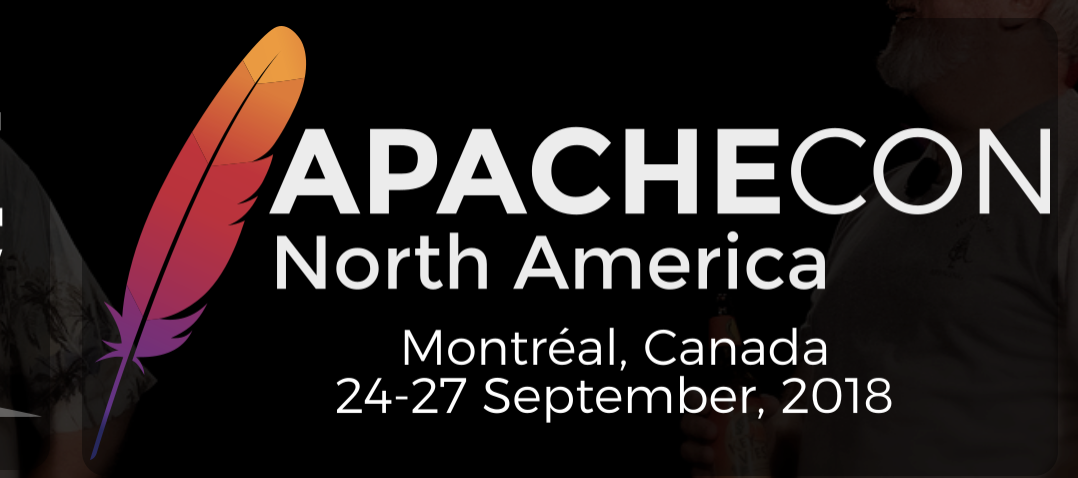 APACHECON
North America
Montréal, Canada
24-27 September, 2018